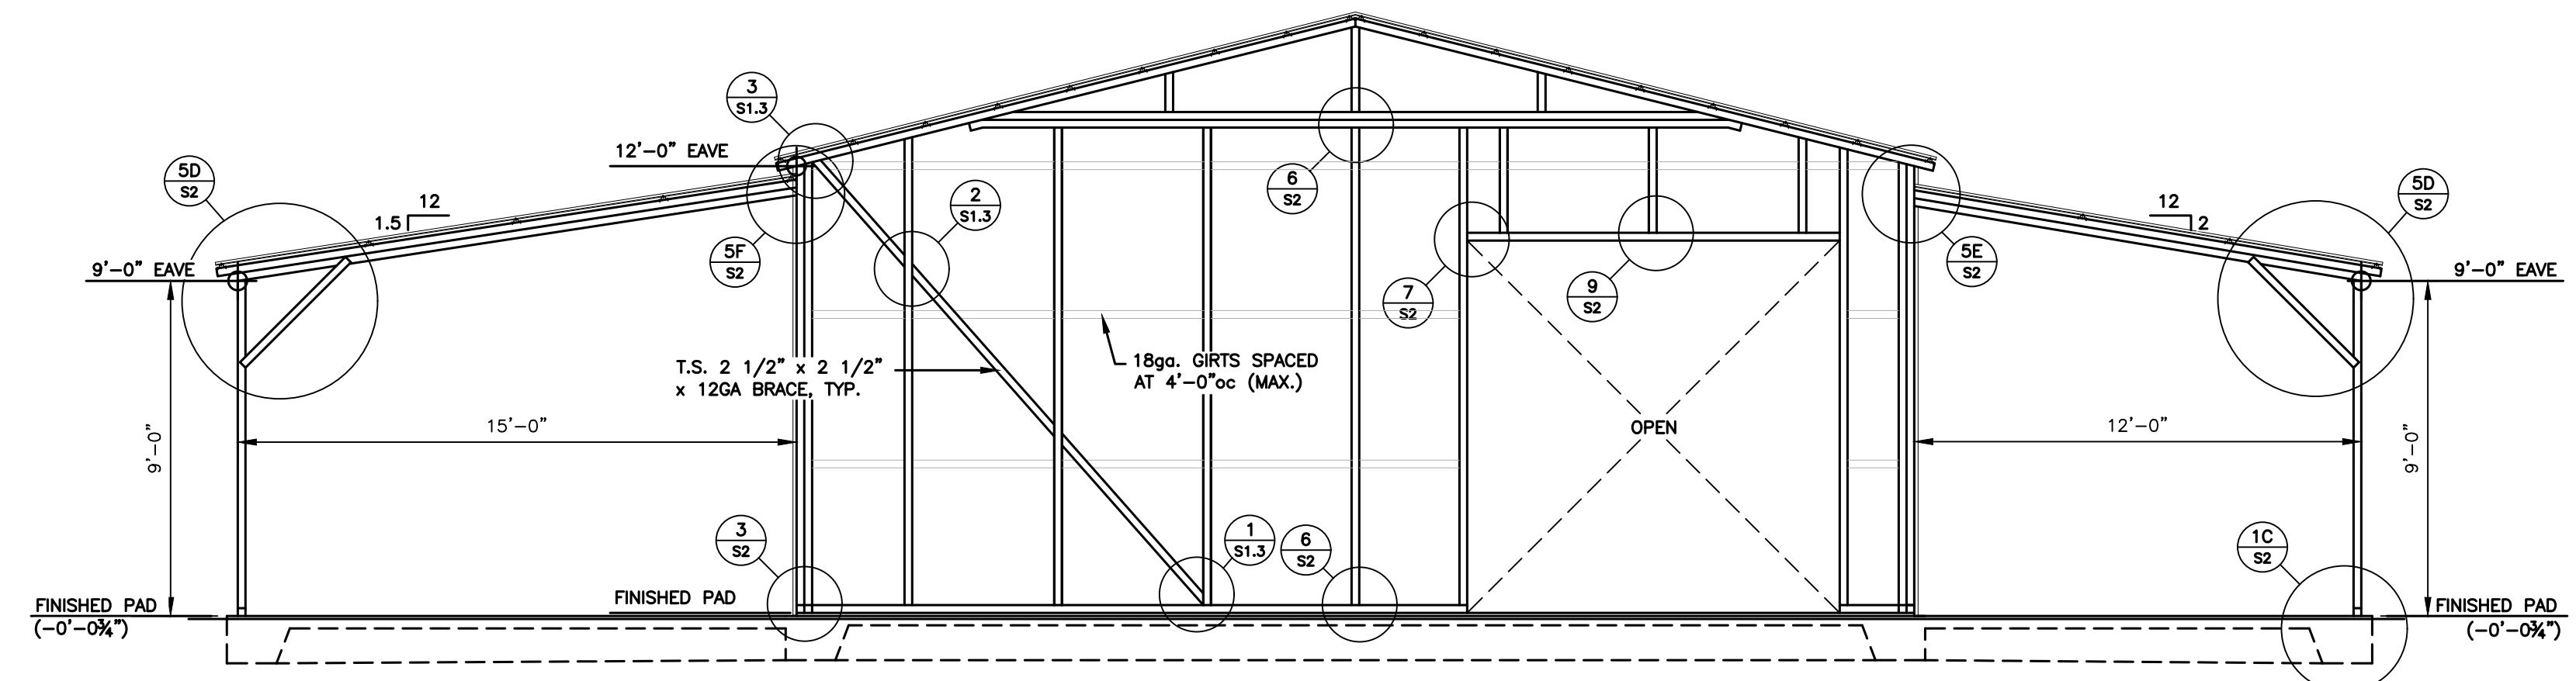 3
S1.3
12'-0" EAVE
5D
S2
12
1.5
9'-0" EAVE
5F
S2
2
S1.3
6
S2
7
S2
9
S2
5E
S2
12
2
5D
S2
9'-0" EAVE
T.S. 2 1/2" x 2 1/2"
x 12GA BRACE, TYP.
18ga. GIRTS SPACED
AT 4'-0"oc (MAX.)
15'-0"
9'-0"
OPEN
12'-0"
9'-0"
3
S2
1
S1.3
6
S2
1C
S2
FINISHED PAD
(-0'-0¾")
FINISHED PAD
FINISHED PAD
(-0'-0¾")